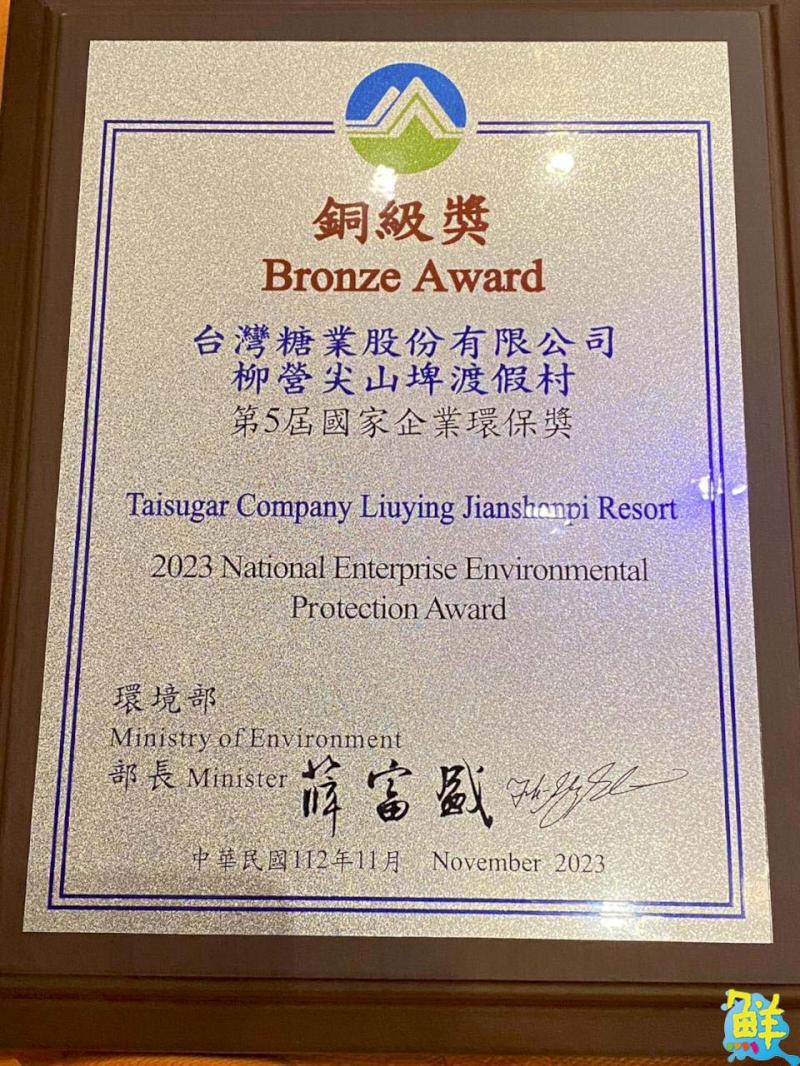 銅級獎
Bronze Award
台灣糖業股份有限公司
柳營尖山埤渡假村
第5屆國家企業環保獎
Taisugar Company Liuying Jianshanpi Resort
2023 National Enterprise Environmental
Protection Award
環境部
Ministry of Environment
部長 Minister 薛富盛
中華民國112年11月 November 2023
鮮